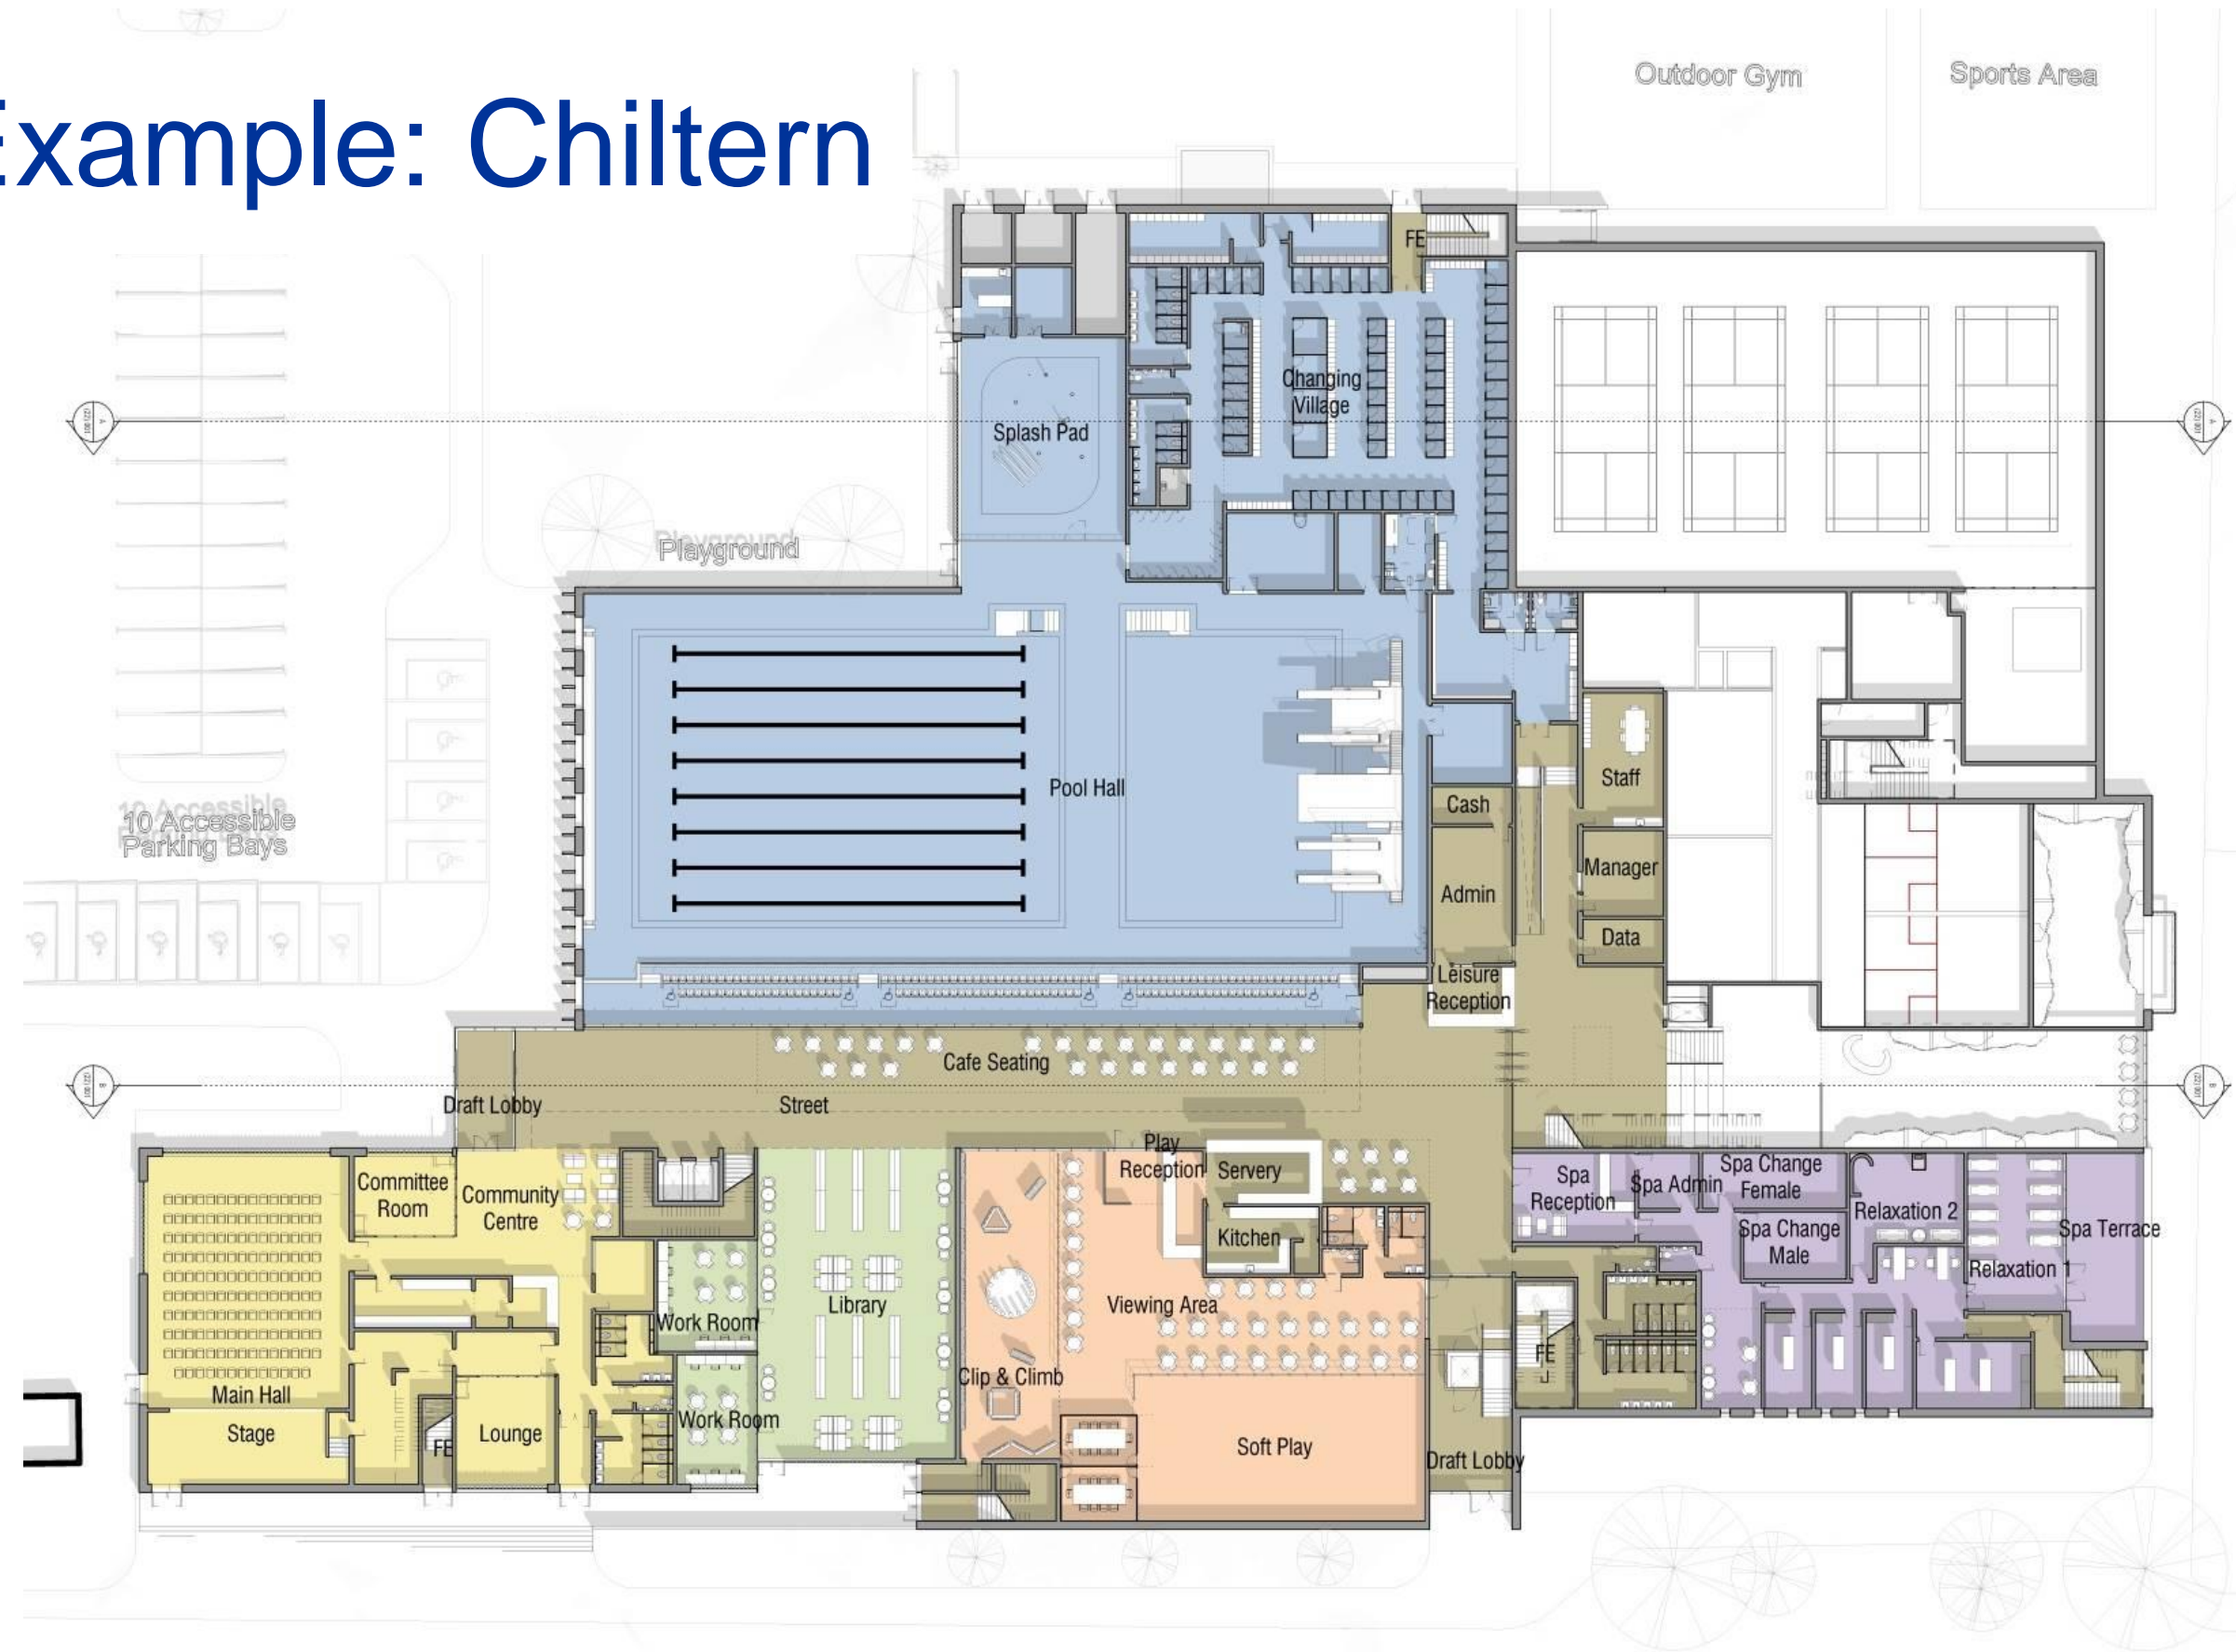 Example: Chiltern
Outdoor Gym
Sports Area
FE
Changing
Village
Splash Pad
Playground
10 Accessible
Parking Bays
Pool Hall
Staff
Cash
Manager
Admin
Data
Leisure
Reception
Cafe Seating
Draft Lobby
Street
Play
Reception
Servery
Kitchen
Committee
Room
Community
Centre
Spa
Reception
Spa Admin
Spa Change
Female
Spa Change
Male
Relaxation 2
Relaxation 1
Spa Terrace
Work Room
Library
Viewing Area
FE
Clip & Climb
Main Hall
Stage
FE
Lounge
Work Room
Soft Play
Draft Lobby